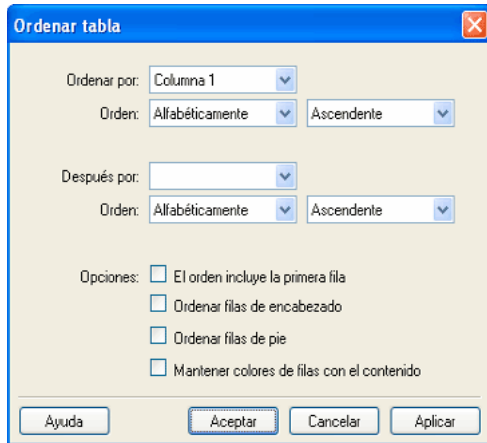 Ordenar tabla
Ordenar por: Columna 1
Orden: Alfabéticamente Ascendente
Después por:
Orden: Alfabéticamente Ascendente
Opciones: El orden incluye la primera fila
Ordenar filas de encabezado
Ordenar filas de pie
Mantener colores de filas con el contenido
Ayuda Aceptar Cancelar Aplicar